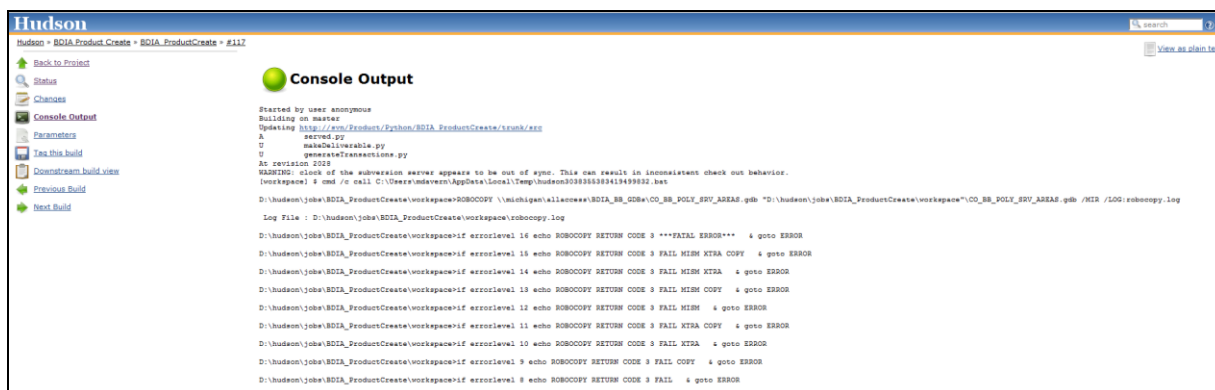 Hudson
search
Hudson » BDIA Product Create » BDIA_ProductCreate » #117
View as plain te
Back to Project
Status
Changes
Console Output
Parameters
Tag this build
Downstream build view
Previous Build
Next Build
Console Output
Started by user anonymous
Building on master
Updating http://svn/Product/Python/BDIA_ProductCreate/trunk/src
A served.py
U makeDeliverable.py
U generateTransactions.py
At revision 2028
WARNING: clock of the subversion server appears to be out of sync. This can result in inconsistent check out behavior.
[workspace] $ cmd /c call C:\Users\mdavern\AppData\Local\Temp\hudson3038355383419499832.bat
D:\hudson\jobs\BDIA_ProductCreate\workspace>ROBOCOPY \\michigan\allaccess\BDIA_BB_GDBs\CO_BB_POLY_SRV_AREAS.gdb "D:\hudson\jobs\BDIA_ProductCreate\workspace"\CO_BB_POLY_SRV_AREAS.gdb /MIR /LOG:robocopy.log
Log File : D:\hudson\jobs\BDIA_ProductCreate\workspace\robocopy.log
D:\hudson\jobs\BDIA_ProductCreate\workspace>if errorlevel 16 echo ROBOCOPY RETURN CODE 3 ***FATAL ERROR*** & goto ERROR
D:\hudson\jobs\BDIA_ProductCreate\workspace>if errorlevel 15 echo ROBOCOPY RETURN CODE 3 FAIL MISM XTRA COPY & goto ERROR
D:\hudson\jobs\BDIA_ProductCreate\workspace>if errorlevel 14 echo ROBOCOPY RETURN CODE 3 FAIL MISM XTRA & goto ERROR
D:\hudson\jobs\BDIA_ProductCreate\workspace>if errorlevel 13 echo ROBOCOPY RETURN CODE 3 FAIL MISM COPY & goto ERROR
D:\hudson\jobs\BDIA_ProductCreate\workspace>if errorlevel 12 echo ROBOCOPY RETURN CODE 3 FAIL MISM & goto ERROR
D:\hudson\jobs\BDIA_ProductCreate\workspace>if errorlevel 11 echo ROBOCOPY RETURN CODE 3 FAIL XTRA COPY & goto ERROR
D:\hudson\jobs\BDIA_ProductCreate\workspace>if errorlevel 10 echo ROBOCOPY RETURN CODE 3 FAIL XTRA & goto ERROR
D:\hudson\jobs\BDIA_ProductCreate\workspace>if errorlevel 9 echo ROBOCOPY RETURN CODE 3 FAIL COPY & goto ERROR
D:\hudson\jobs\BDIA_ProductCreate\workspace>if errorlevel 8 echo ROBOCOPY RETURN CODE 3 FAIL & goto ERROR